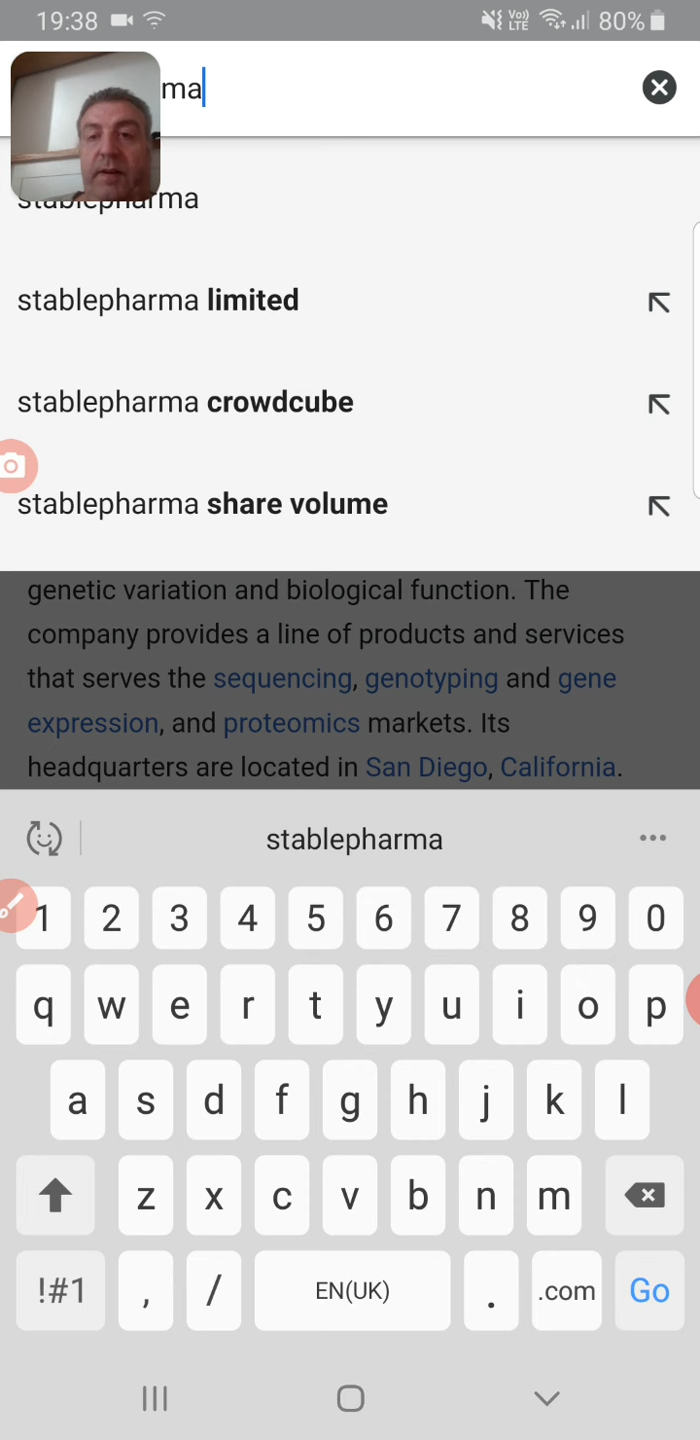 19:38 Vo)) LTE 80%
ma
stablepharma
stablepharma limited
stablepharma crowdcube
stablepharma share volume
genetic variation and biological function. The
company provides a line of products and services
that serves the sequencing, genotyping and gene
expression, and proteomics markets. Its
headquarters are located in San Diego, California.
stablepharma
1 2 3 4 5 6 7 8 9 0
q w e r t y u i o p
a s d f g h j k l
z x c v b n m
!#1 , / EN(UK) . .com Go